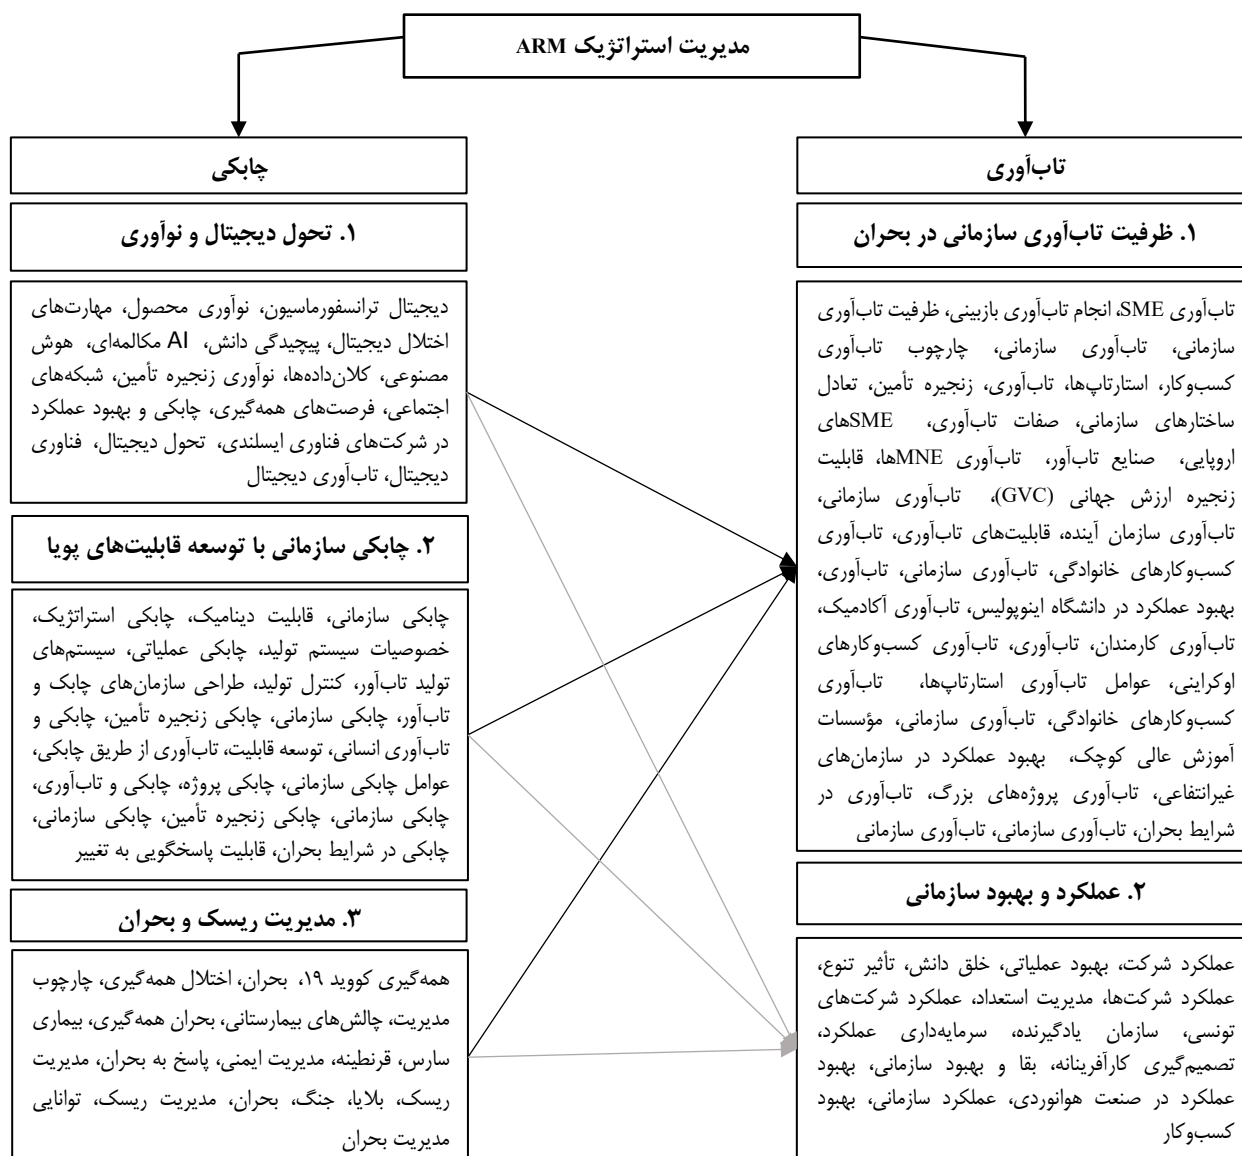 مدیریت استراتژیک ARM
تاب‌آوری
۱. ظرفیت تاب‌آوری سازمانی در بحران
تاب‌آوری SME، انجام تاب‌آوری بازبینی، ظرفیت تاب‌آوری
سازمانی، تاب‌آوری سازمانی، چارچوب تاب‌آوری
کسب‌وکار، استارتاپ‌ها، تاب‌آوری، زنجیره تأمین، تعادل
ساختارهای سازمانی، صفات تاب‌آوری، SMEهای
اروپایی، صنایع تاب‌آور، تاب‌آوری MNEها، قابلیت
زنجیره ارزش جهانی (GVC)، تاب‌آوری سازمانی،
تاب‌آوری سازمان آینده، قابلیت‌های تاب‌آوری، تاب‌آوری
کسب‌وکارهای خانوادگی، تاب‌آوری سازمانی، تاب‌آوری،
بهبود عملکرد در دانشگاه اینوپولیس، تاب‌آوری آکادمیک،
تاب‌آوری کارمندان، تاب‌آوری، تاب‌آوری کسب‌وکارهای
اوکراینی، عوامل تاب‌آوری استارتاپ‌ها، تاب‌آوری
کسب‌وکارهای خانوادگی، تاب‌آوری سازمانی، مؤسسات
آموزش عالی کوچک، بهبود عملکرد در سازمان‌های
غیرانتفاعی، تاب‌آوری پروژه‌های بزرگ، تاب‌آوری در
شرایط بحران، تاب‌آوری سازمانی، تاب‌آوری سازمانی
۲. عملکرد و بهبود سازمانی
عملکرد شرکت، بهبود عملیاتی، خلق دانش، تأثیر تنوع،
عملکرد شرکت‌ها، مدیریت استعداد، عملکرد شرکت‌های
تونسی، سازمان یادگیرنده، سرمایه‌داری عملکرد،
تصمیم‌گیری کارآفرینانه، بقا و بهبود سازمانی، بهبود
عملکرد در صنعت هوانوردی، عملکرد سازمانی، بهبود
کسب‌وکار
چابکی
۱. تحول دیجیتال و نوآوری
دیجیتال ترانسفورماسیون، نوآوری محصول، مهارت‌های
اختلال دیجیتال، پیچیدگی دانش، AI مکالمه‌ای، هوش
مصنوعی، کلان‌داده‌ها، نوآوری زنجیره تأمین، شبکه‌های
اجتماعی، فرصت‌های همه‌گیری، چابکی و بهبود عملکرد
در شرکت‌های فناوری ایسلندی، تحول دیجیتال، فناوری
دیجیتال، تاب‌آوری دیجیتال
۲. چابکی سازمانی با توسعه قابلیت‌های پویا
چابکی سازمانی، قابلیت دینامیک، چابکی استراتژیک،
خصوصیات سیستم تولید، چابکی عملیاتی، سیستم‌های
تولید تاب‌آور، کنترل تولید، طراحی سازمان‌های چابک و
تاب‌آور، چابکی سازمانی، چابکی زنجیره تأمین، چابکی و
تاب‌آوری انسانی، توسعه قابلیت، تاب‌آوری از طریق چابکی،
عوامل چابکی سازمانی، چابکی پروژه، چابکی و تاب‌آوری،
چابکی سازمانی، چابکی زنجیره تأمین، چابکی سازمانی،
چابکی در شرایط بحران، قابلیت پاسخگویی به تغییر
۳. مدیریت ریسک و بحران
همه‌گیری کووید ۱۹، بحران، اختلال همه‌گیری، چارچوب
مدیریت، چالش‌های بیمارستانی، بحران همه‌گیری، بیماری
سارس، قرنطینه، مدیریت ایمنی، پاسخ به بحران، مدیریت
ریسک، بلایا، جنگ، بحران، مدیریت ریسک، توانایی
مدیریت بحران